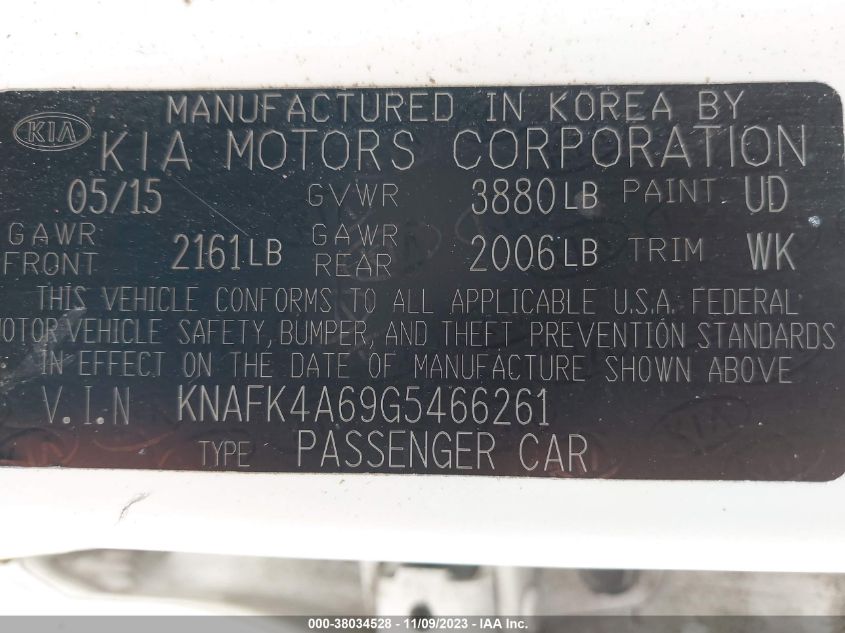 MANUFACTURED IN KOREA BY
KIA KIA MOTORS CORPORATION
05/15 GVWR 3880LB PAINT UD
GAWR FRONT 2161LB GAWR REAR 2006LB TRIM WK
THIS VEHICLE CONFORMS TO ALL APPLICABLE U.S.A. FEDERAL
MOTOR VEHICLE SAFETY, BUMPER, AND THEFT PREVENTION STANDARDS
IN EFFECT ON THE DATE OF MANUFACTURE SHOWN ABOVE
V.I.N KNAFK4A69G5466261
TYPE PASSENGER CAR
000-38034528 - 11/09/2023 - IAA Inc.